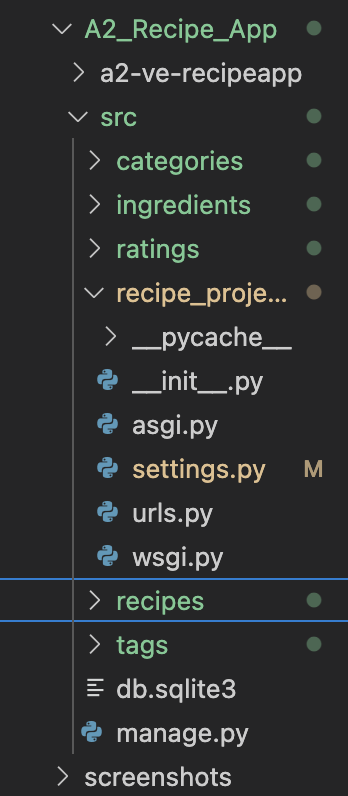 A2_Recipe_App
a2-ve-recipeapp
src
categories
ingredients
ratings
recipe_proje...
__pycache__
__init__.py
asgi.py
settings.py M
urls.py
wsgi.py
recipes
tags
db.sqlite3
manage.py
screenshots